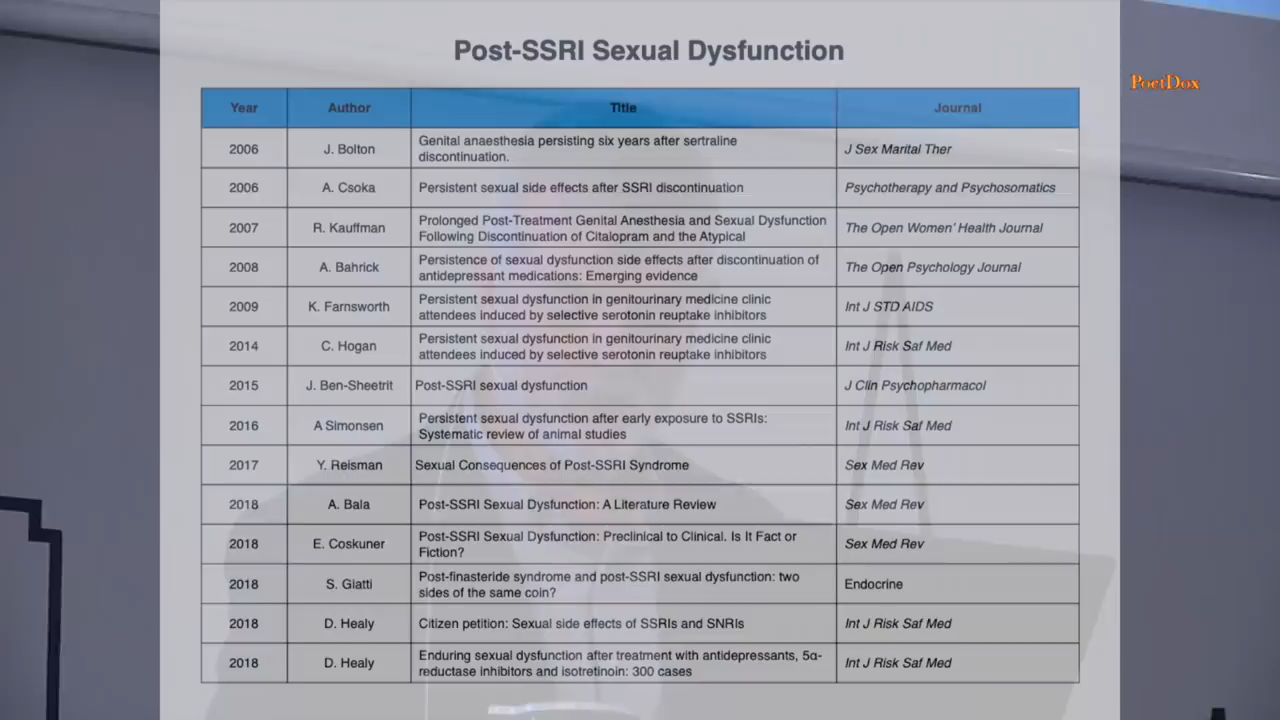 Post-SSRI Sexual Dysfunction
PoetDox
Year Author Title Journal
2006 J. Bolton Genital anaesthesia persisting six years after sertraline
discontinuation. J Sex Marital Ther
2006 A. Csoka Persistent sexual side effects after SSRI discontinuation Psychotherapy and Psychosomatics
2007 R. Kauffman Prolonged Post-Treatment Genital Anesthesia and Sexual Dysfunction
Following Discontinuation of Citalopram and the Atypical The Open Women' Health Journal
2008 A. Bahrick Persistence of sexual dysfunction side effects after discontinuation of
antidepressant medications: Emerging evidence The Open Psychology Journal
2009 K. Farnsworth Persistent sexual dysfunction in genitourinary medicine clinic
attendees induced by selective serotonin reuptake inhibitors Int J STD AIDS
2014 C. Hogan Persistent sexual dysfunction in genitourinary medicine clinic
attendees induced by selective serotonin reuptake inhibitors Int J Risk Saf Med
2015 J. Ben-Sheetrit Post-SSRI sexual dysfunction J Clin Psychopharmacol
2016 A Simonsen Persistent sexual dysfunction after early exposure to SSRIs:
Systematic review of animal studies Int J Risk Saf Med
2017 Y. Reisman Sexual Consequences of Post-SSRI Syndrome Sex Med Rev
2018 A. Bala Post-SSRI Sexual Dysfunction: A Literature Review Sex Med Rev
2018 E. Coskuner Post-SSRI Sexual Dysfunction: Preclinical to Clinical. Is It Fact or
Fiction? Sex Med Rev
2018 S. Giatti Post-finasteride syndrome and post-SSRI sexual dysfunction: two
sides of the same coin? Endocrine
2018 D. Healy Citizen petition: Sexual side effects of SSRIs and SNRIs Int J Risk Saf Med
2018 D. Healy Enduring sexual dysfunction after treatment with antidepressants, 5α-
reductase inhibitors and isotretinoin: 300 cases Int J Risk Saf Med